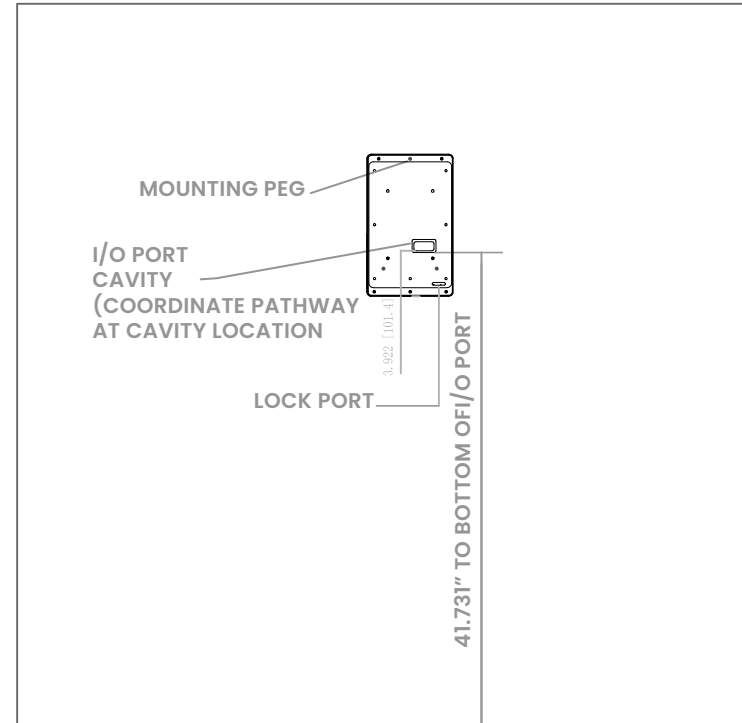 MOUNTING PEG
I/O PORT
CAVITY
(COORDINATE PATHWAY
AT CAVITY LOCATION
3.922 [101.4]
LOCK PORT
41.731" TO BOTTOM OFI/O PORT